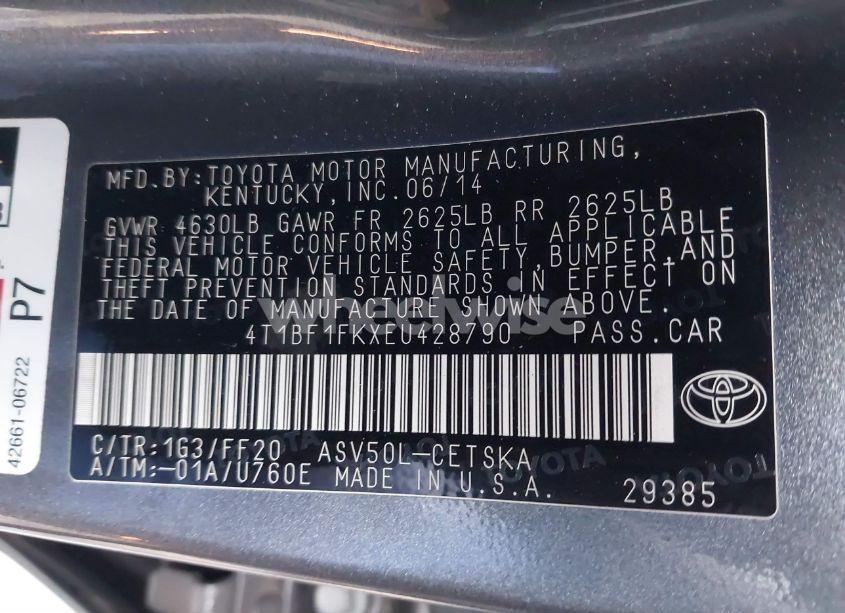 MFD.BY:TOYOTA MOTOR MANUFACTURING,
KENTUCKY,INC.06/14
GVWR 4630LB GAWR FR 2625LB RR 2625LB
THIS VEHICLE CONFORMS TO ALL APPLICABLE
FEDERAL MOTOR VEHICLE SAFETY,BUMPER,AND
THEFT PREVENTION STANDARDS IN EFFECT ON
THE DATE OF MANUFACTURE SHOWN ABOVE.
wheelwise
4T1BF1FKXEU428790 PASS.CAR
C/TR:1G3/FF20 ASV50L-CETSKA
A/TM:-01A/U760E MADE IN U.S.A. 29385
42661-06722
P7